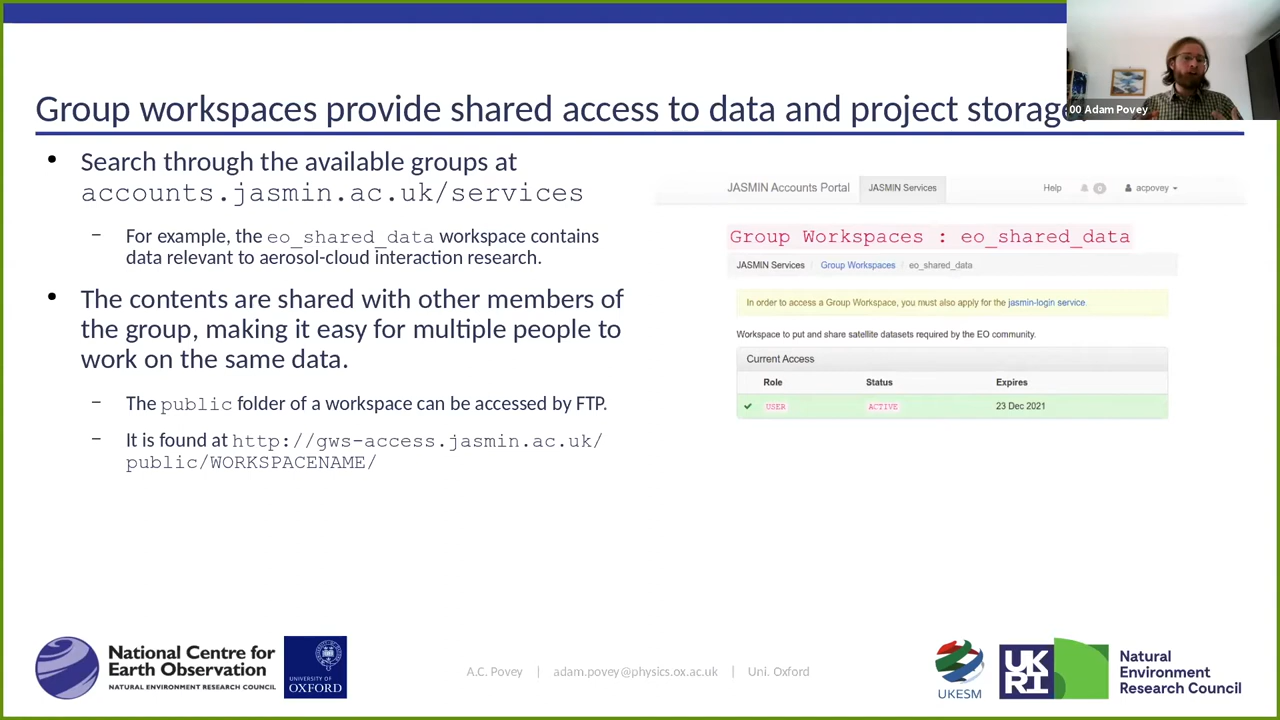 Group workspaces provide shared access to data and project storage.
00 Adam Povey
• Search through the available groups at
accounts.jasmin.ac.uk/services
– For example, the eo_shared_data workspace contains
data relevant to aerosol-cloud interaction research.
• The contents are shared with other members of
the group, making it easy for multiple people to
work on the same data.
– The public folder of a workspace can be accessed by FTP.
– It is found at http://gws-access.jasmin.ac.uk/
public/WORKSPACENAME/
JASMIN Accounts Portal JASMIN Services Help 0 acpovey
Group Workspaces : eo_shared_data
JASMIN Services / Group Workspaces / eo_shared_data
In order to access a Group Workspace, you must also apply for the jasmin-login service.
Workspace to put and share satellite datasets required by the EO community.
Current Access
Role Status Expires
USER ACTIVE 23 Dec 2021
National Centre for
Earth Observation
NATURAL ENVIRONMENT RESEARCH COUNCIL
UNIVERSITY OF
OXFORD
A.C. Povey | adam.povey@physics.ox.ac.uk | Uni. Oxford
UKESM
UK
RI
Natural
Environment
Research Council